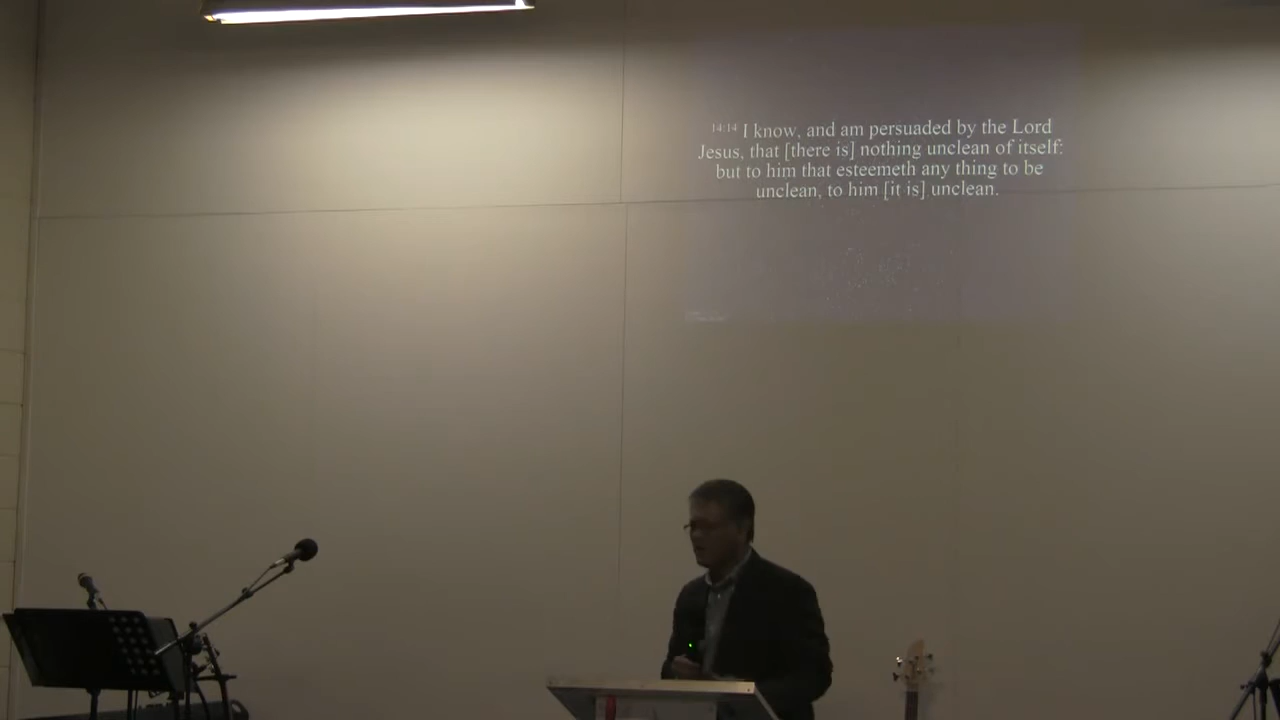 14:14 I know, and am persuaded by the Lord
Jesus, that [there is] nothing unclean of itself:
but to him that esteemeth any thing to be
unclean, to him [it is] unclean.